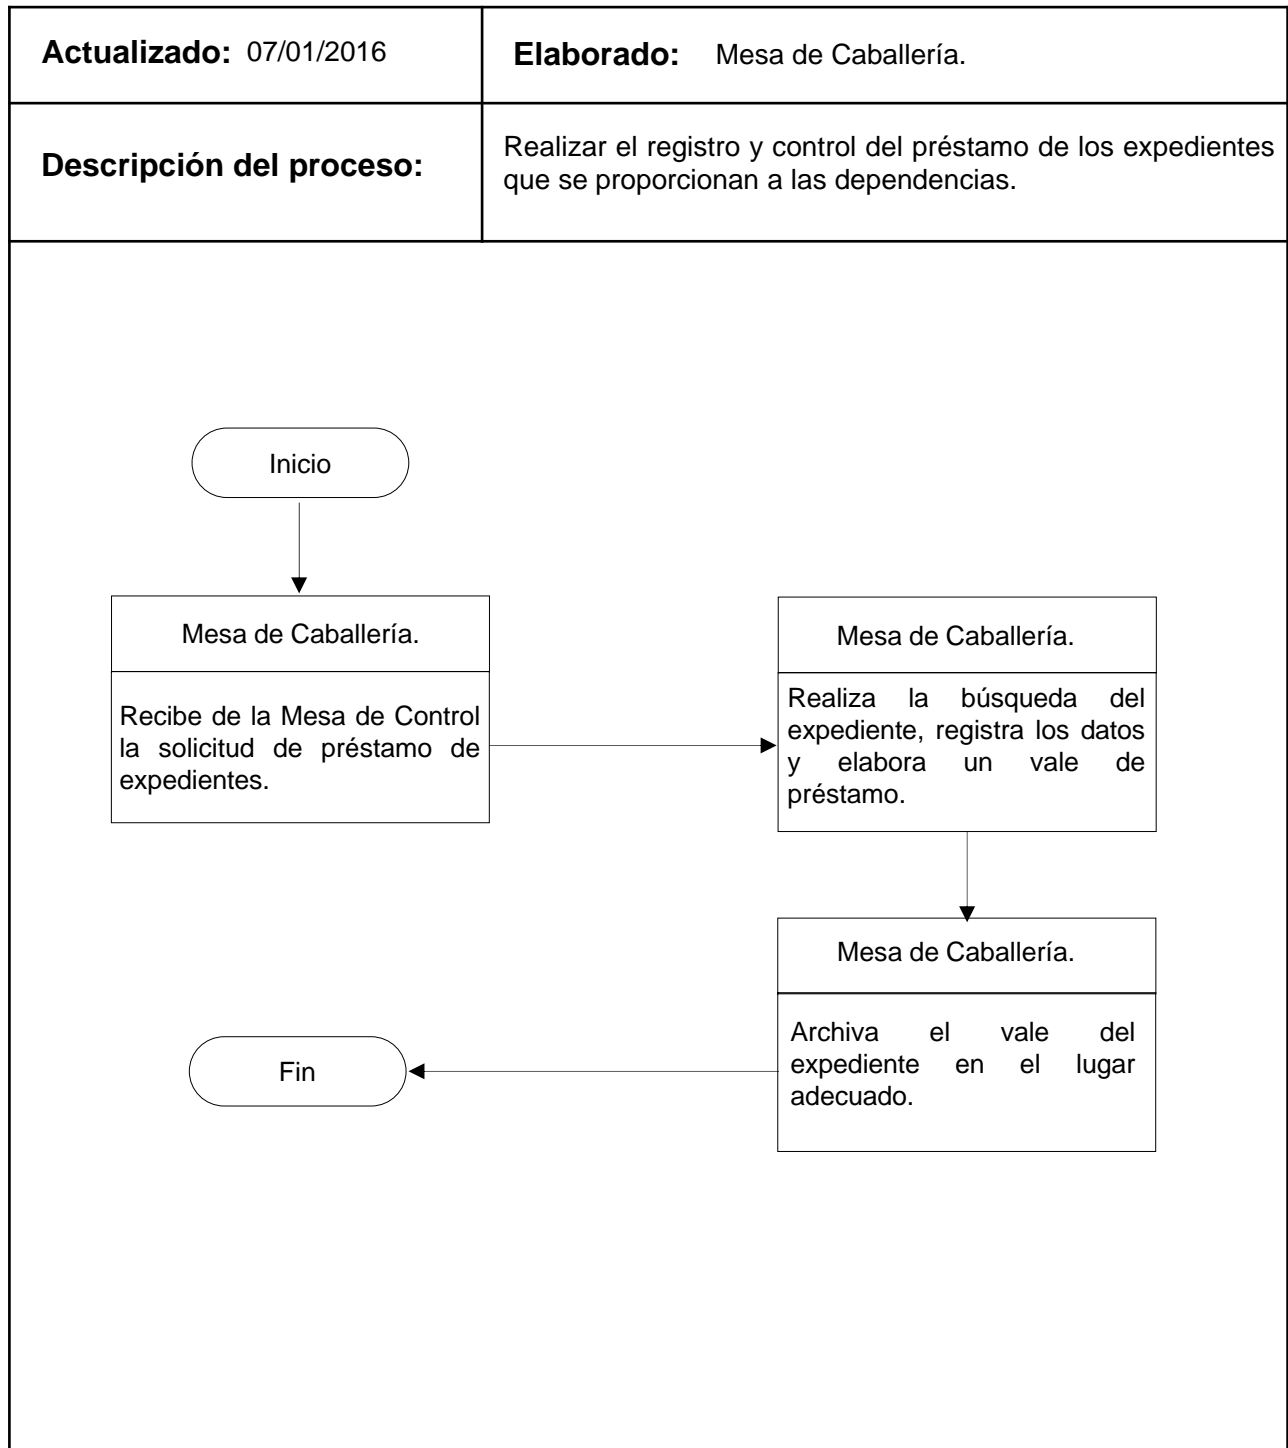 Actualizado: 07/01/2016
Elaborado: Mesa de Caballería.
Descripción del proceso:
Realizar el registro y control del préstamo de los expedientes
que se proporcionan a las dependencias.
Inicio
Mesa de Caballería.
Recibe de la Mesa de Control
la solicitud de préstamo de
expedientes.
Mesa de Caballería.
Realiza la búsqueda del
expediente, registra los datos
y elabora un vale de
préstamo.
Mesa de Caballería.
Archiva el vale del
expediente en el lugar
adecuado.
Fin